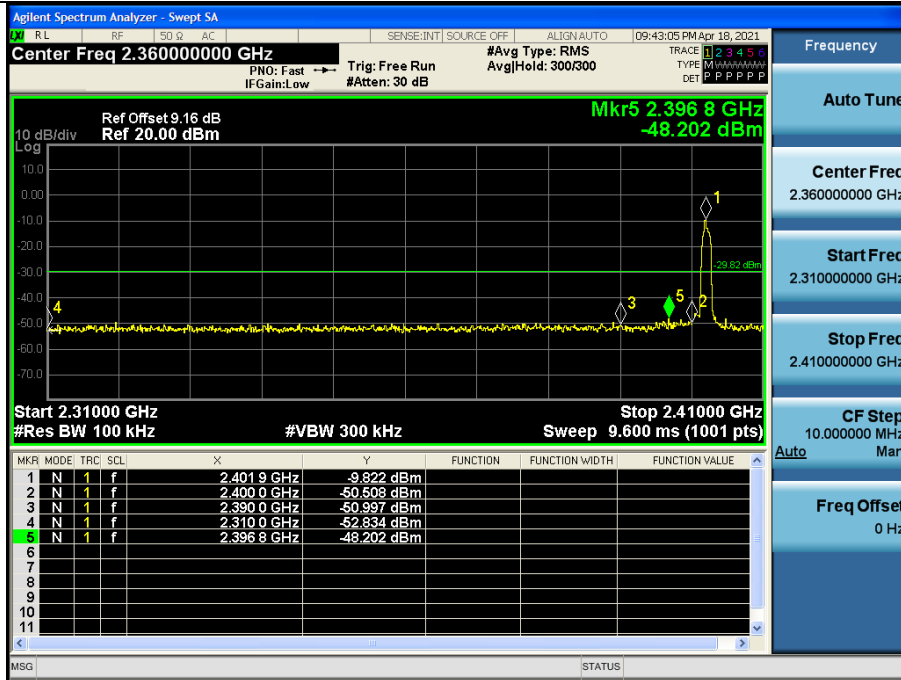 Agilent Spectrum Analyzer - Swept SA
LXI RL RF 50 Ω AC SENSE:INT SOURCE OFF ALIGN AUTO 09:43:05 PM Apr 18, 2021
Center Freq 2.360000000 GHz
PNO: Fast
IFGain:Low
Trig: Free Run
#Atten: 30 dB
#Avg Type: RMS
Avg|Hold: 300/300
TRACE 1 2 3 4 5 6
TYPE M
DET P P P P P P
Frequency
Auto Tune
Center Freq
2.360000000 GHz
Start Freq
2.310000000 GHz
Stop Freq
2.410000000 GHz
CF Step
10.000000 MHz
Auto Man
Freq Offset
0 Hz
Mkr5 2.396 8 GHz
-48.202 dBm
Ref Offset 9.16 dB
10 dB/div Ref 20.00 dBm
Log
10.0
0.00
-10.0
-20.0
-30.0
-40.0
-50.0
-60.0
-70.0
1
-29.82 dBm
4
3
5
2
Start 2.31000 GHz Stop 2.41000 GHz
#Res BW 100 kHz #VBW 300 kHz Sweep 9.600 ms (1001 pts)
MKR MODE TRC SCL X Y FUNCTION FUNCTION WIDTH FUNCTION VALUE
1 N 1 f 2.401 9 GHz -9.822 dBm
2 N 1 f 2.400 0 GHz -50.508 dBm
3 N 1 f 2.390 0 GHz -50.997 dBm
4 N 1 f 2.310 0 GHz -52.834 dBm
5 N 1 f 2.396 8 GHz -48.202 dBm
6
7
8
9
10
11
MSG STATUS